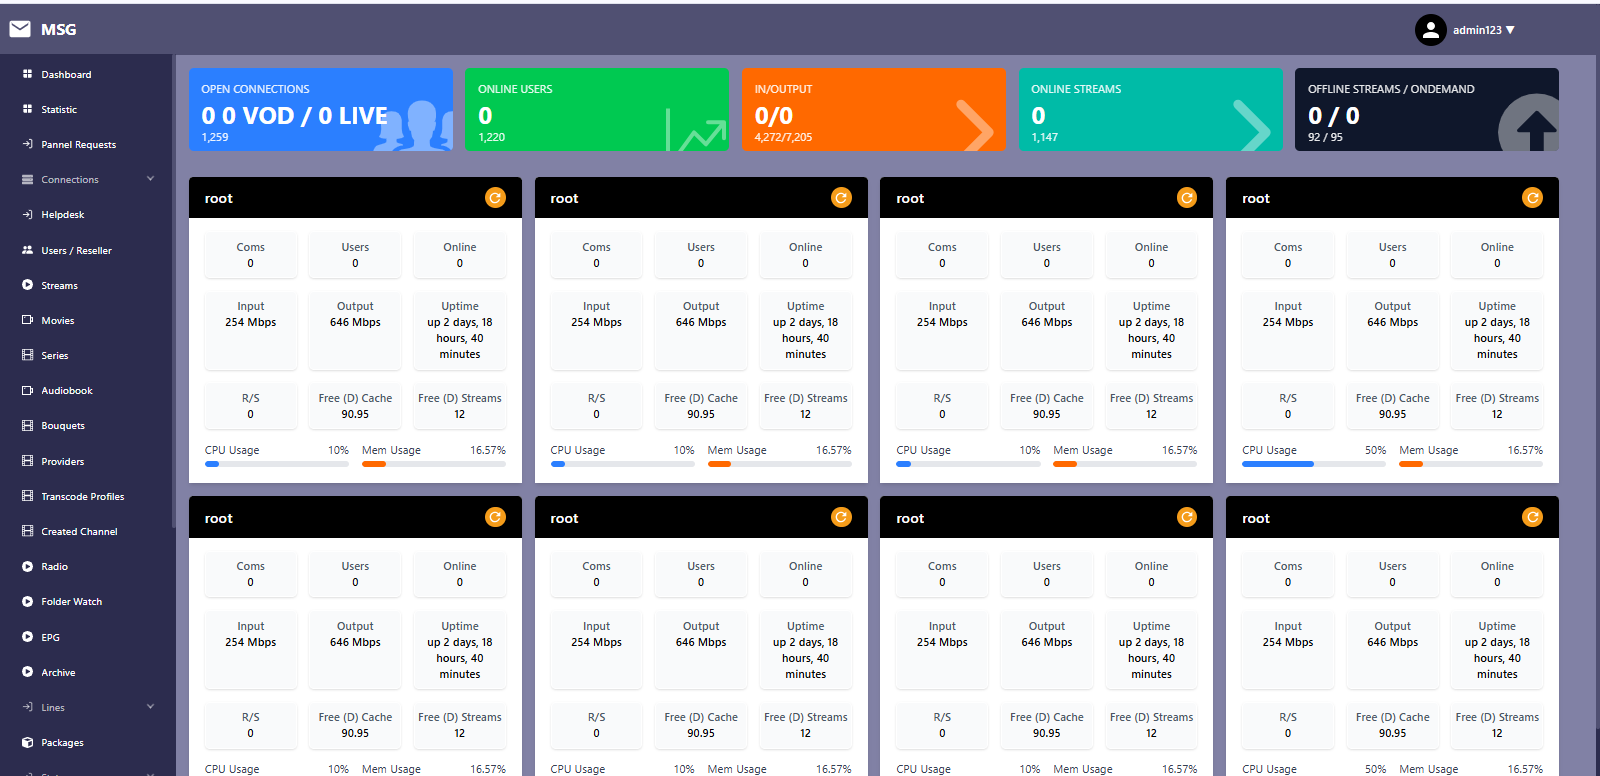 MSG
admin123 ▼
Dashboard
Statistic
Pannel Requests
Connections
Helpdesk
Users / Reseller
Streams
Movies
Series
Audiobook
Bouquets
Providers
Transcode Profiles
Created Channel
Radio
Folder Watch
EPG
Archive
Lines
Packages
OPEN CONNECTIONS
0 0 VOD / 0 LIVE
1,259
ONLINE USERS
0
1,220
IN/OUTPUT
0/0
4,272/7,205
ONLINE STREAMS
0
1,147
OFFLINE STREAMS / ONDEMAND
0 / 0
92 / 95
root
Coms Users Online
0 0 0
Input Output Uptime
254 Mbps 646 Mbps up 2 days, 18
hours, 40
minutes
R/S Free (D) Cache Free (D) Streams
0 90.95 12
CPU Usage 10% Mem Usage 16.57%
root
Coms Users Online
0 0 0
Input Output Uptime
254 Mbps 646 Mbps up 2 days, 18
hours, 40
minutes
R/S Free (D) Cache Free (D) Streams
0 90.95 12
CPU Usage 10% Mem Usage 16.57%
root
Coms Users Online
0 0 0
Input Output Uptime
254 Mbps 646 Mbps up 2 days, 18
hours, 40
minutes
R/S Free (D) Cache Free (D) Streams
0 90.95 12
CPU Usage 10% Mem Usage 16.57%
root
Coms Users Online
0 0 0
Input Output Uptime
254 Mbps 646 Mbps up 2 days, 18
hours, 40
minutes
R/S Free (D) Cache Free (D) Streams
0 90.95 12
CPU Usage 50% Mem Usage 16.57%
root
Coms Users Online
0 0 0
Input Output Uptime
254 Mbps 646 Mbps up 2 days, 18
hours, 40
minutes
R/S Free (D) Cache Free (D) Streams
0 90.95 12
CPU Usage 10% Mem Usage 16.57%
root
Coms Users Online
0 0 0
Input Output Uptime
254 Mbps 646 Mbps up 2 days, 18
hours, 40
minutes
R/S Free (D) Cache Free (D) Streams
0 90.95 12
CPU Usage 10% Mem Usage 16.57%
root
Coms Users Online
0 0 0
Input Output Uptime
254 Mbps 646 Mbps up 2 days, 18
hours, 40
minutes
R/S Free (D) Cache Free (D) Streams
0 90.95 12
CPU Usage 10% Mem Usage 16.57%
root
Coms Users Online
0 0 0
Input Output Uptime
254 Mbps 646 Mbps up 2 days, 18
hours, 40
minutes
R/S Free (D) Cache Free (D) Streams
0 90.95 12
CPU Usage 50% Mem Usage 16.57%